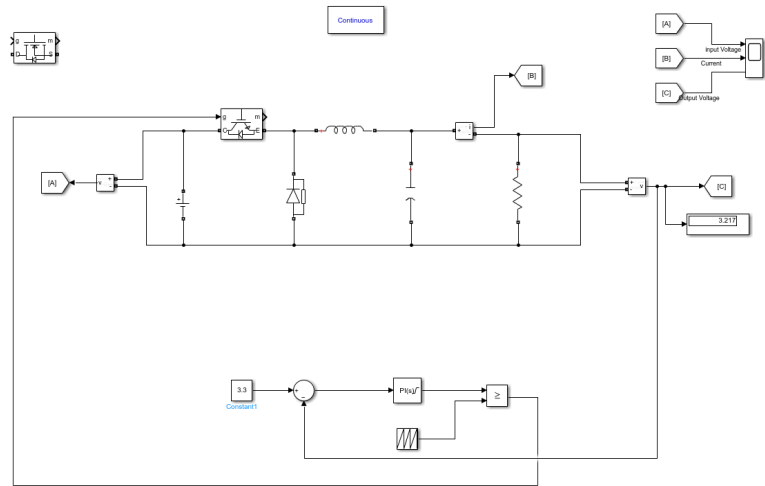 Continuous
[A]
input Voltage
[B]
Current
[C]
Output Voltage
g
m
D
S
[B]
g
m
C
E
i
+
-
[A]
v
+
-
+
+
-
v
[C]
3.217
3.3
Constant1
+
-
PI(s)
≥